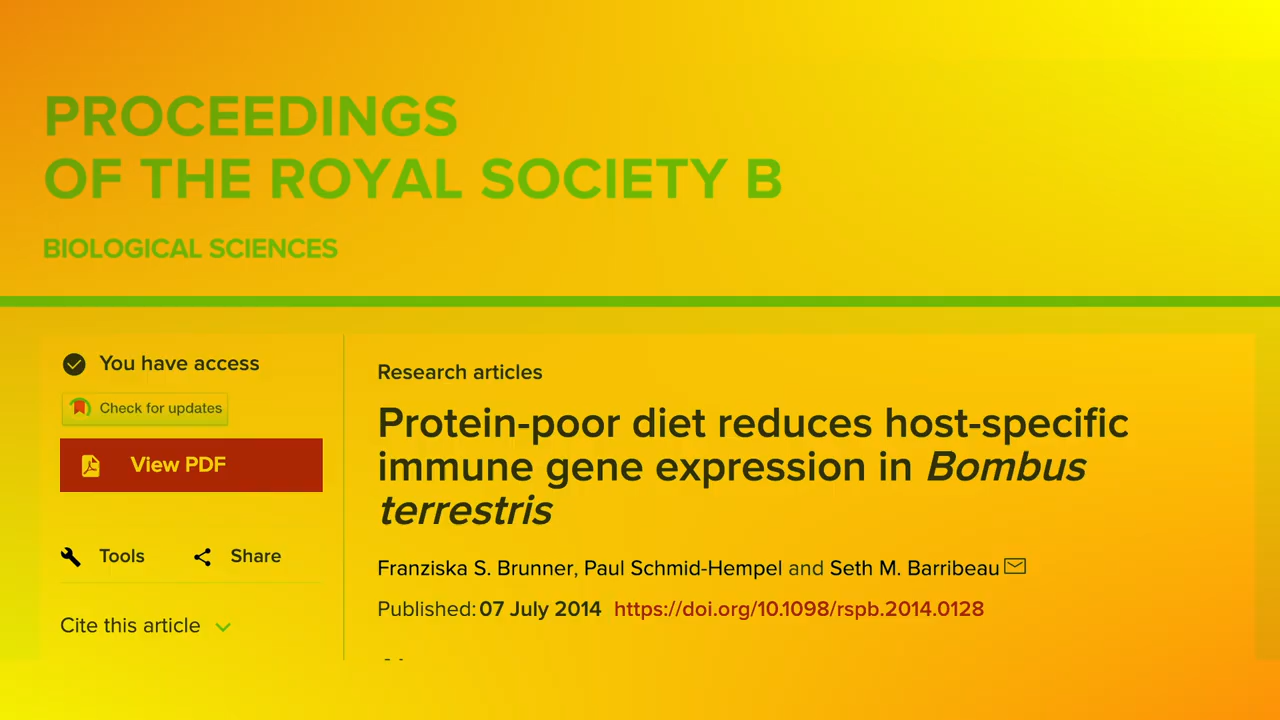 PROCEEDINGS
OF THE ROYAL SOCIETY B
BIOLOGICAL SCIENCES
You have access
Check for updates
View PDF
Tools Share
Cite this article
Research articles
Protein-poor diet reduces host-specific
immune gene expression in Bombus
terrestris
Franziska S. Brunner, Paul Schmid-Hempel and Seth M. Barribeau
Published: 07 July 2014 https://doi.org/10.1098/rspb.2014.0128